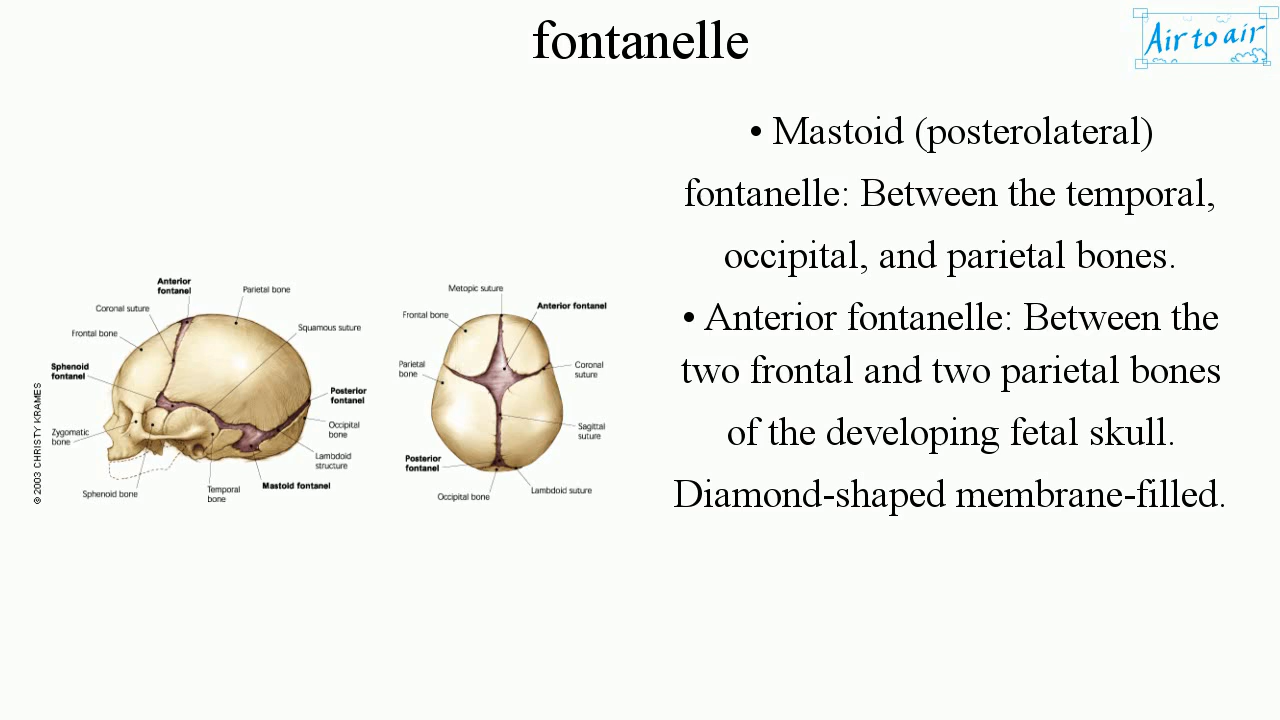 fontanelle
Air to air
• Mastoid (posterolateral)
fontanelle: Between the temporal,
occipital, and parietal bones.
• Anterior fontanelle: Between the
two frontal and two parietal bones
of the developing fetal skull.
Diamond-shaped membrane-filled.
Anterior
fontanel
Parietal bone
Coronal suture
Squamous suture
Frontal bone
Sphenoid
fontanel
Posterior
fontanel
Zygomatic
bone
Occipital
bone
Lambdoid
structure
Sphenoid bone
Temporal
bone
Mastoid fontanel
© 2003 CHRISTY KRAMES
Metopic suture
Anterior fontanel
Frontal bone
Parietal
bone
Coronal
suture
Sagittal
suture
Posterior
fontanel
Occipital bone
Lambdoid suture